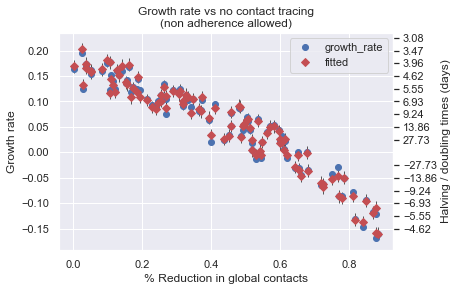 Growth rate vs no contact tracing
(non adherence allowed)
growth_rate
fitted
Growth rate
0.20
0.15
0.10
0.05
0.00
−0.05
−0.10
−0.15
0.0 0.2 0.4 0.6 0.8
% Reduction in global contacts
3.08
3.47
3.96
4.62
5.55
6.93
9.24
13.86
27.73
−27.73
−13.86
−9.24
−6.93
−5.55
−4.62
Halving / doubling times (days)